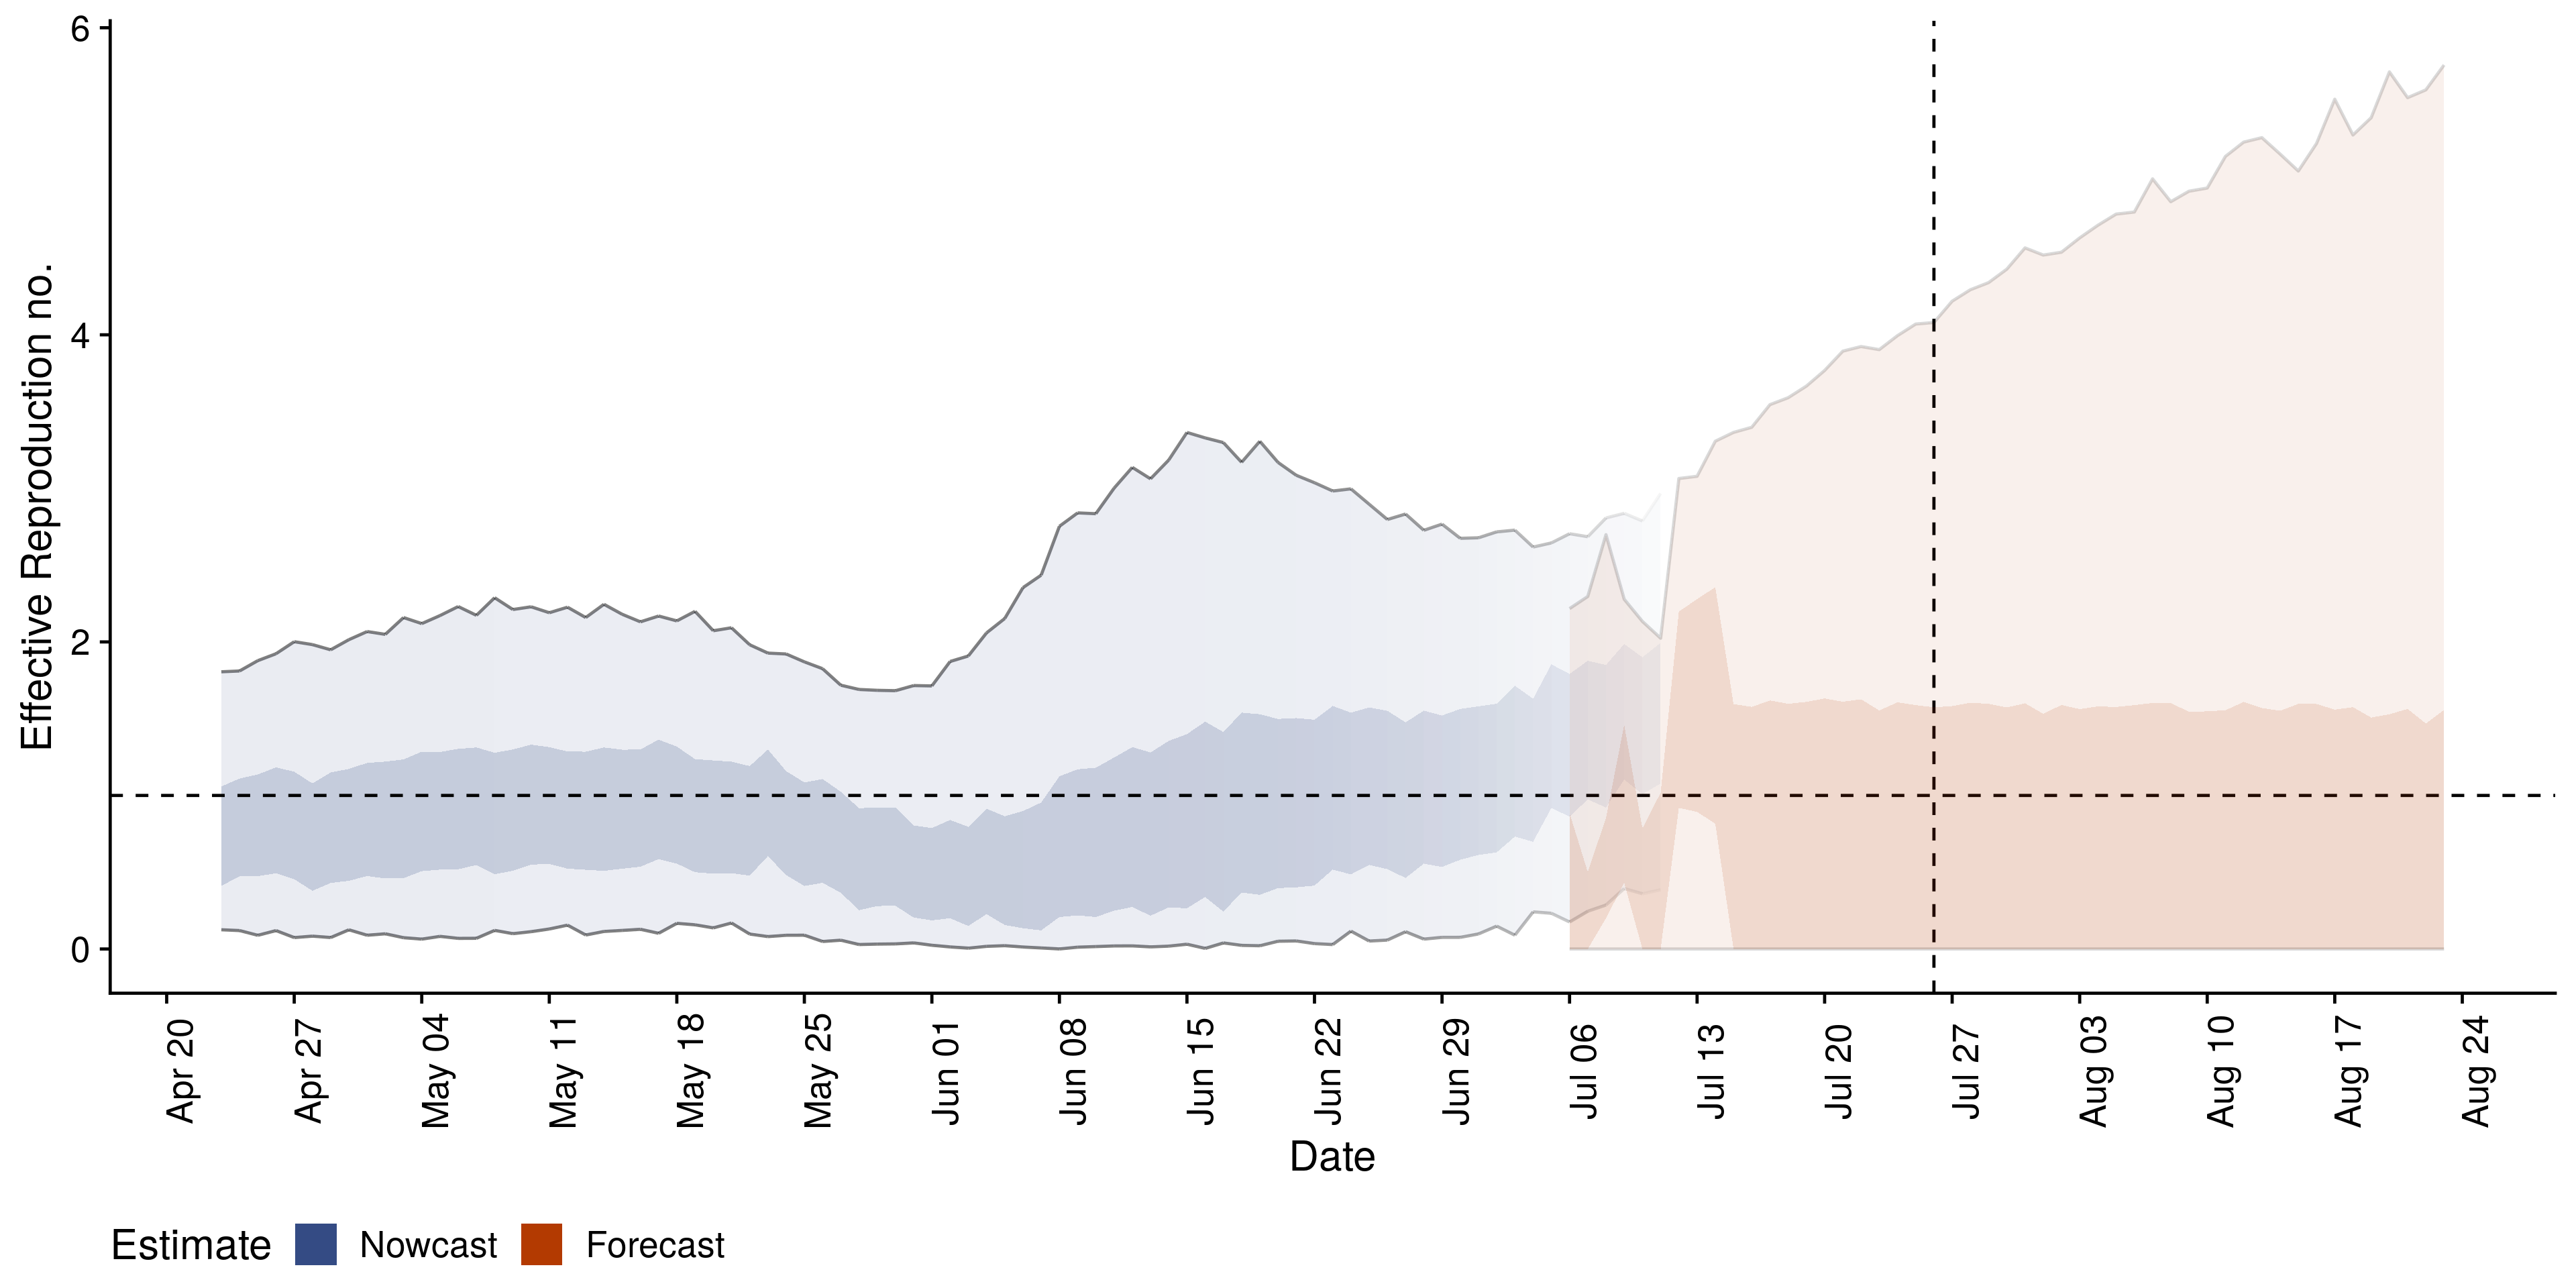 Effective Reproduction no.
6
4
2
0
Apr 20
Apr 27
May 04
May 11
May 18
May 25
Jun 01
Jun 08
Jun 15
Jun 22
Jun 29
Jul 06
Jul 13
Jul 20
Jul 27
Aug 03
Aug 10
Aug 17
Aug 24
Date
Estimate Nowcast Forecast